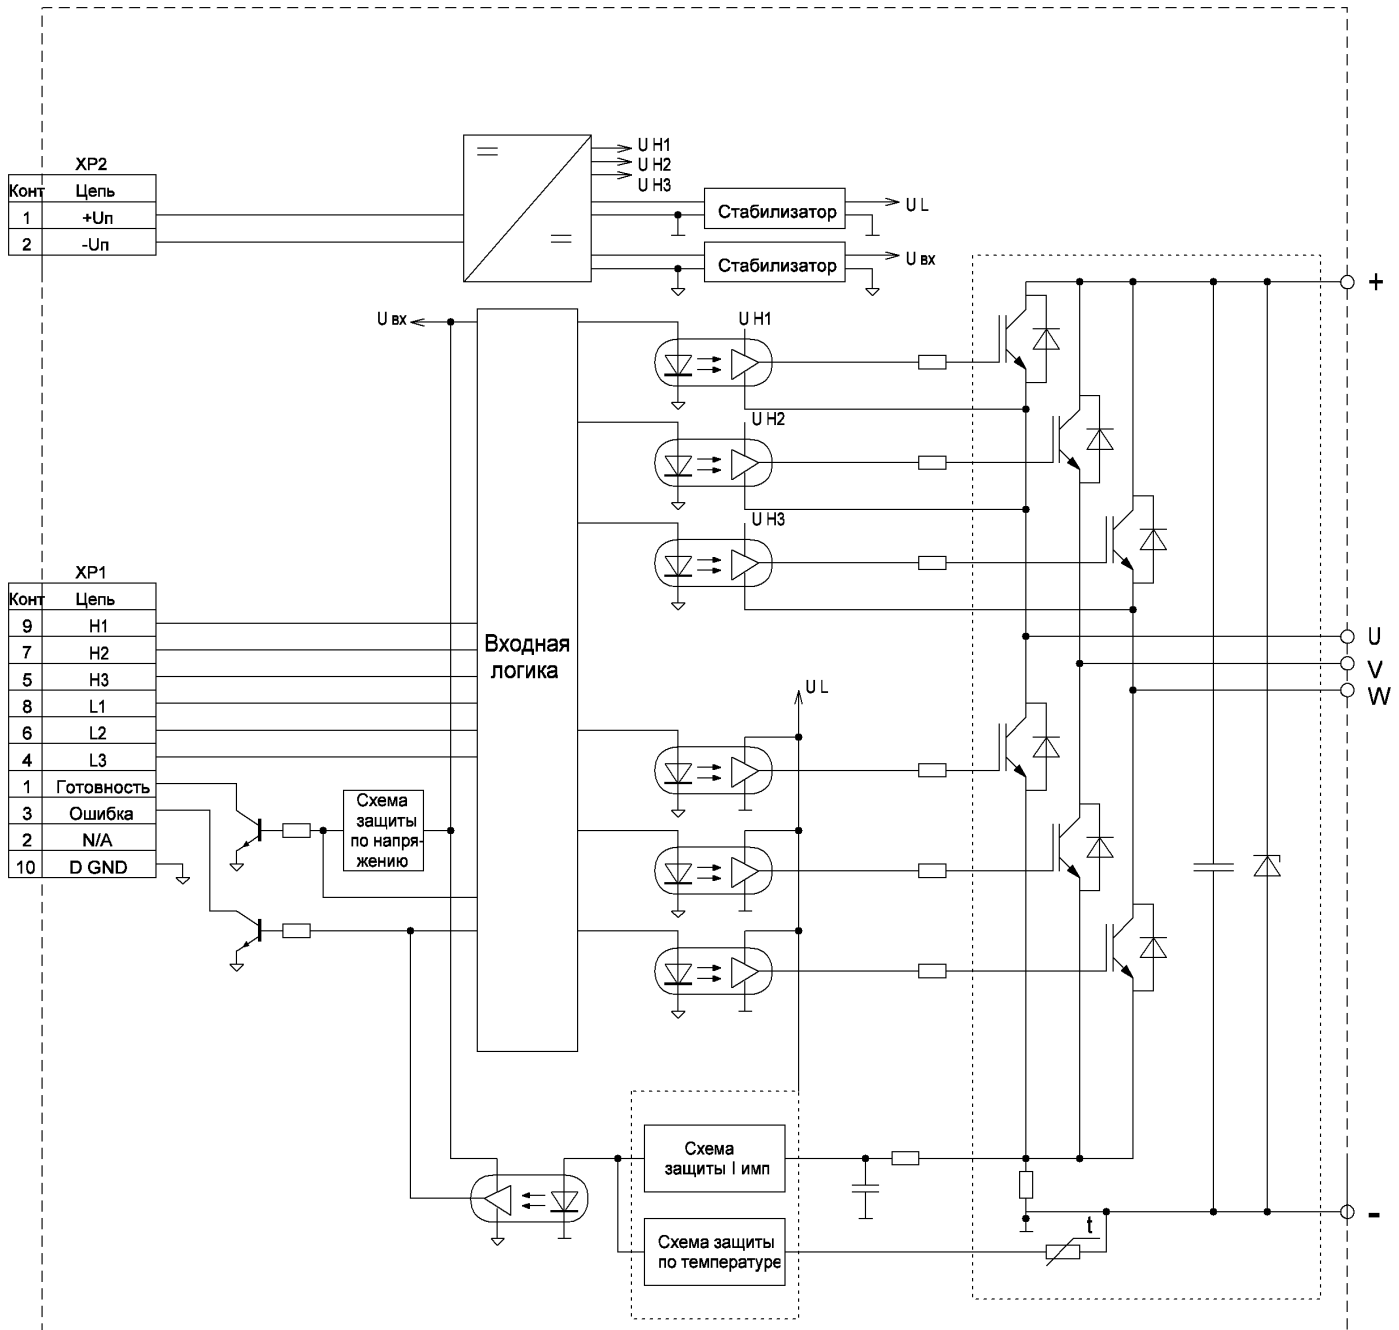 XP2
Конт Цепь
1 +Uп
2 -Uп
U H1
U H2
U H3
Стабилизатор
U L
Стабилизатор
U вх
+
U вх
U H1
U H2
U H3
XP1
Конт Цепь
9 H1
7 H2
5 H3
8 L1
6 L2
4 L3
1 Готовность
3 Ошибка
2 N/A
10 D GND
Входная
логика
U
V
W
U L
Схема
защиты
по напря-
жению
Схема
защиты I имп
Схема защиты
по температуре
t
-